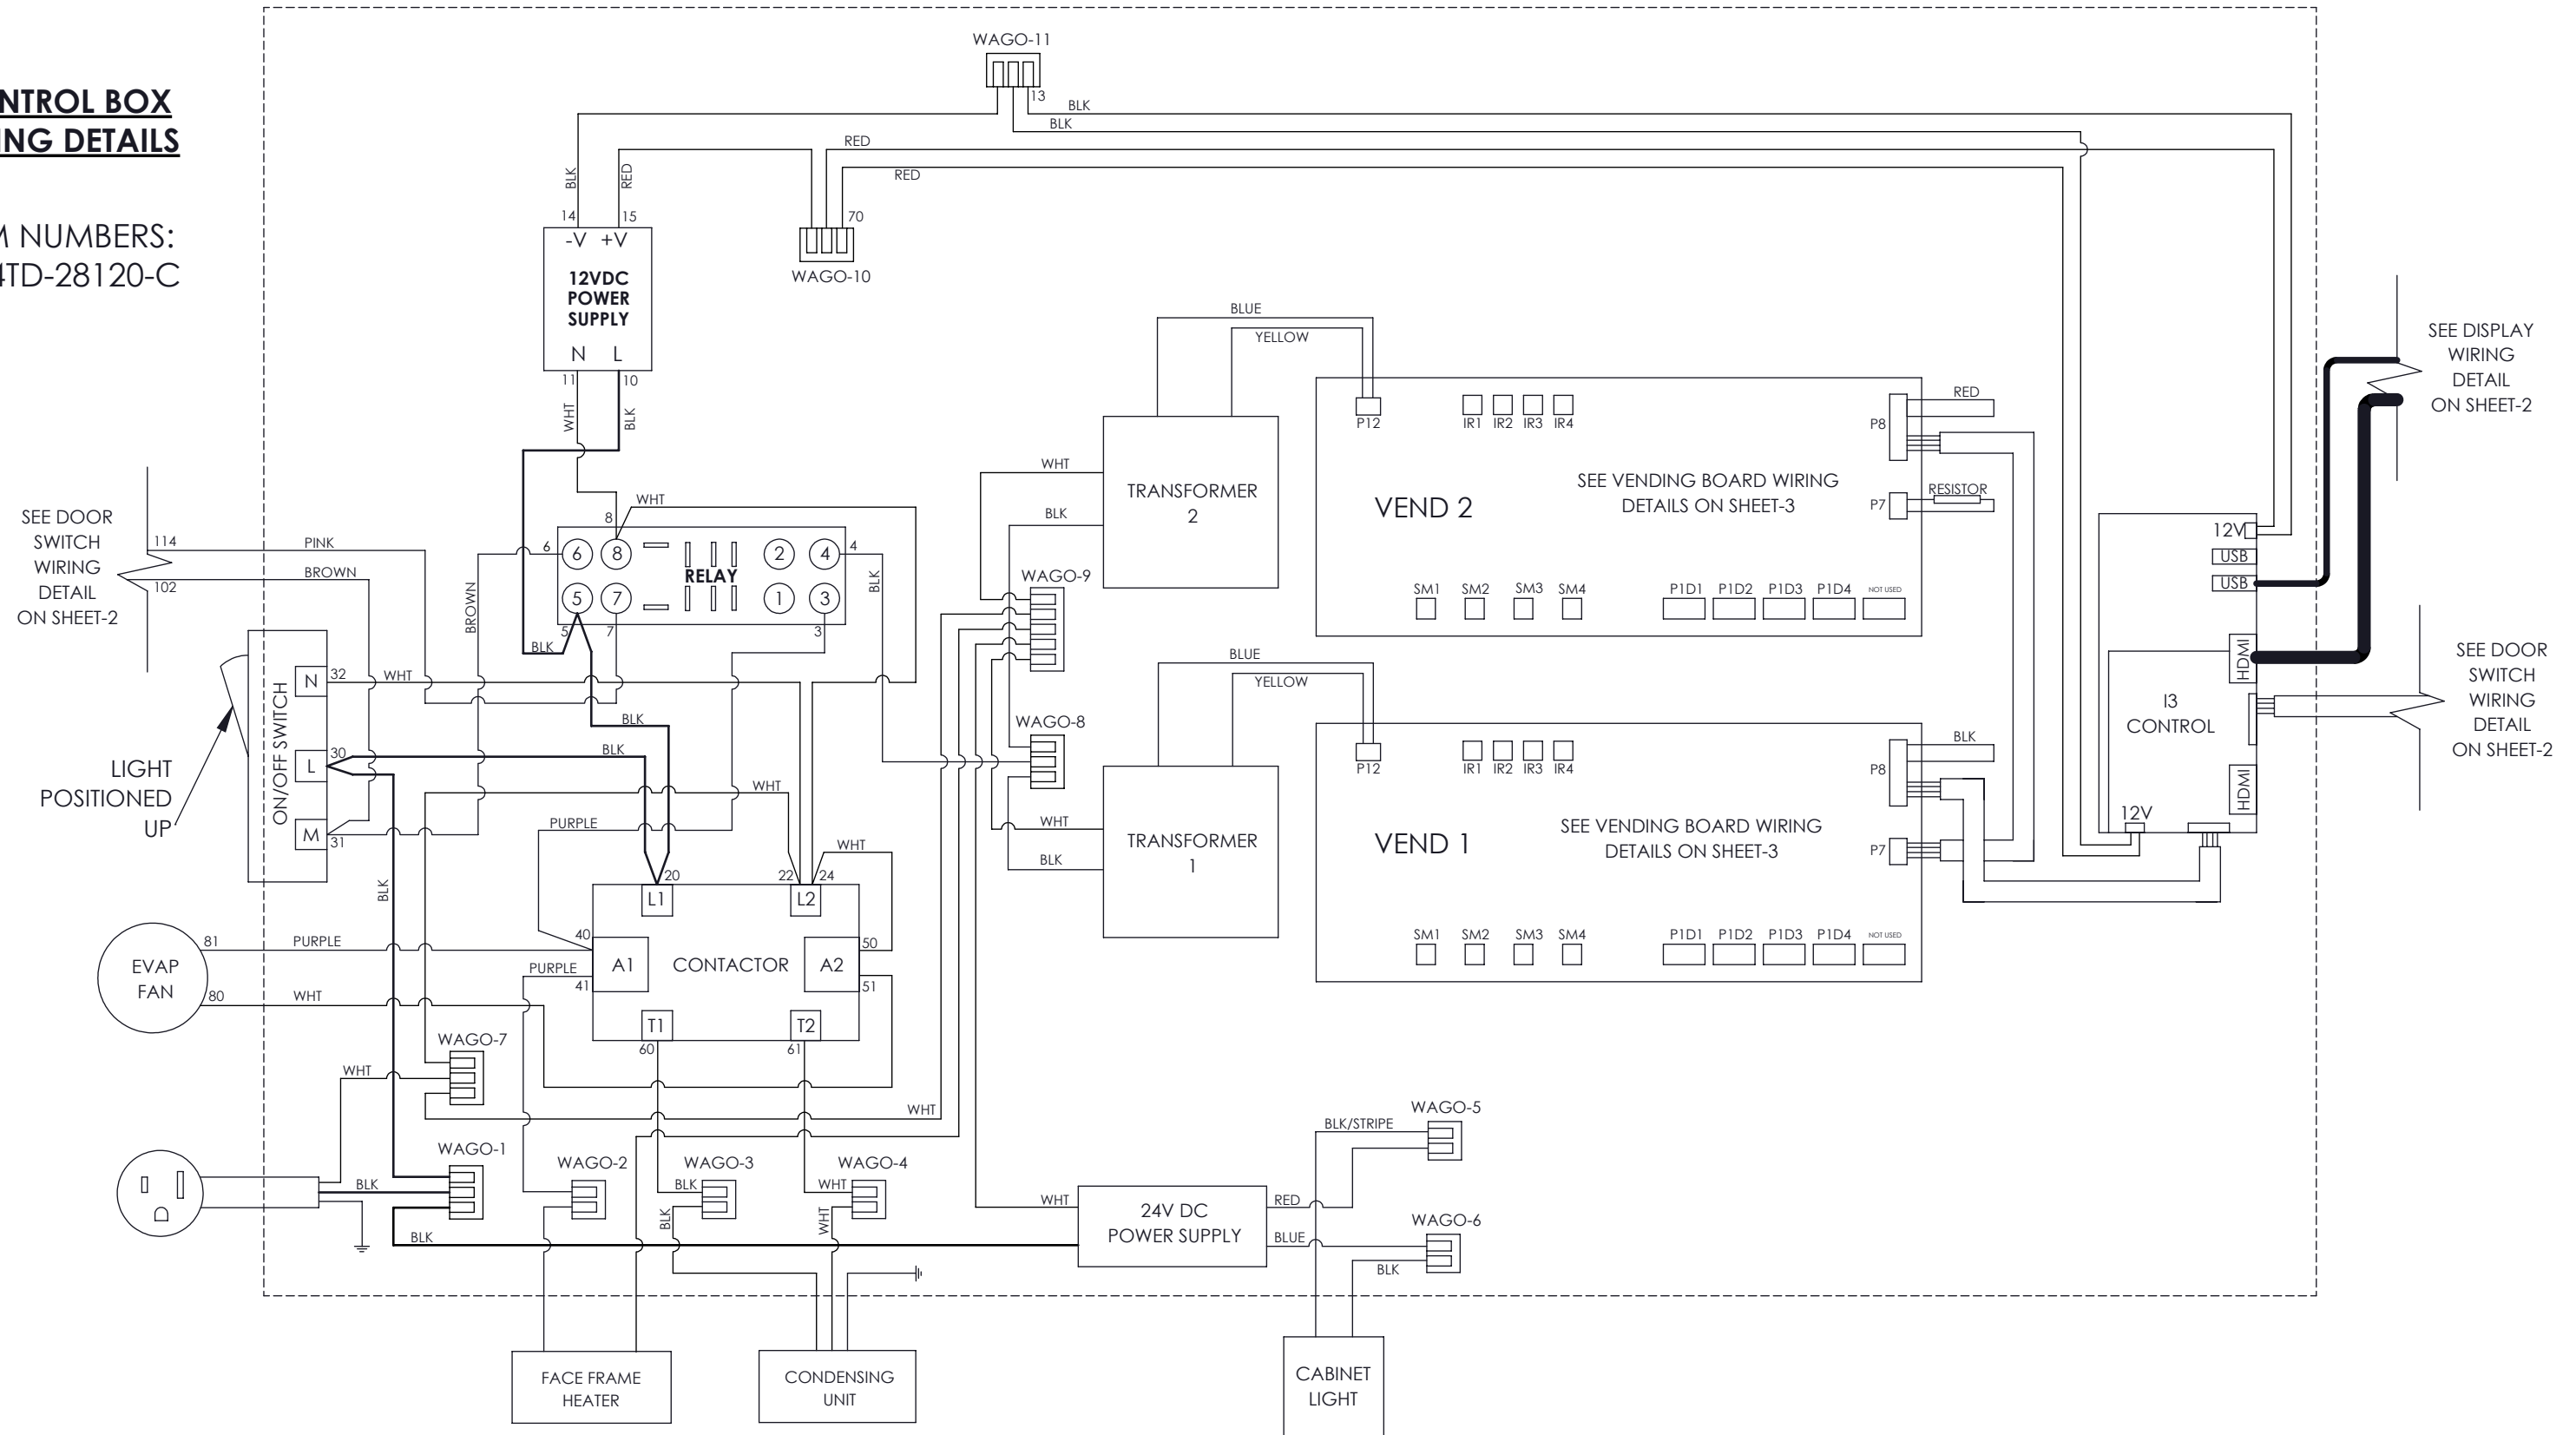 NTROL BOX
ING DETAILS
M NUMBERS:
4TD-28120-C
WAGO-11
13
BLK
BLK
RED
RED
BLK
RED
14
15
-V +V
12VDC
POWER
SUPPLY
N L
11
10
WHT
BLK
70
WAGO-10
SEE DOOR
SWITCH
WIRING
DETAIL
ON SHEET-2
114
PINK
BROWN
102
BROWN
WHT
8
6
6
8
2
4
4
RELAY
5
7
1
3
5
7
3
BLK
BLK
ON/OFF SWITCH
N
32
WHT
L
30
BLK
BLK
M
31
LIGHT
POSITIONED
UP
BLK
PURPLE
WHT
WHT
20
22
24
L1
L2
40
50
A1
CONTACTOR
A2
41
51
PURPLE
T1
T2
60
61
EVAP
FAN
81
PURPLE
80
WHT
WAGO-7
WHT
WHT
WAGO-1
BLK
BLK
WAGO-2
WAGO-3
BLK
BLK
WAGO-4
WHT
WHT
FACE FRAME
HEATER
CONDENSING
UNIT
WHT
BLK
WAGO-9
WAGO-8
WHT
BLK
BLUE
YELLOW
TRANSFORMER
2
BLUE
YELLOW
TRANSFORMER
1
P12
IR1 IR2 IR3 IR4
P8
RED
VEND 2
SEE VENDING BOARD WIRING
DETAILS ON SHEET-3
P7
RESISTOR
SM1 SM2 SM3 SM4
P1D1 P1D2 P1D3 P1D4 NOT USED
P12
IR1 IR2 IR3 IR4
P8
BLK
VEND 1
SEE VENDING BOARD WIRING
DETAILS ON SHEET-3
P7
SM1 SM2 SM3 SM4
P1D1 P1D2 P1D3 P1D4 NOT USED
12V
USB
USB
HDMI
I3
CONTROL
HDMI
12V
SEE DISPLAY
WIRING
DETAIL
ON SHEET-2
SEE DOOR
SWITCH
WIRING
DETAIL
ON SHEET-2
WHT
24V DC
POWER SUPPLY
RED
BLUE
BLK/STRIPE
WAGO-5
WAGO-6
BLK
CABINET
LIGHT